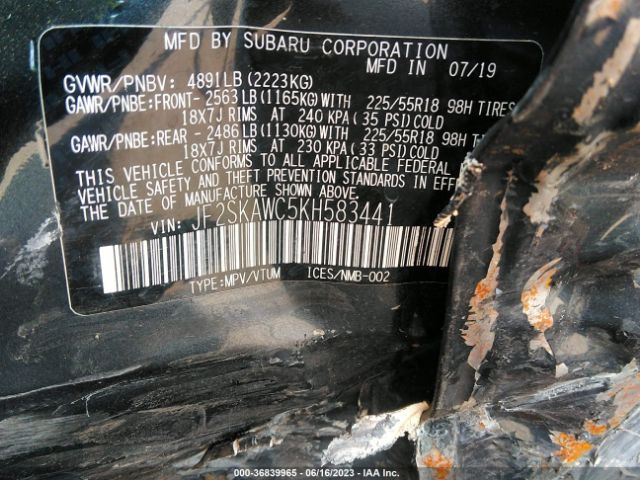 MFD BY SUBARU CORPORATION
MFD IN 07/19
GVWR/PNBV: 4891LB (2223KG)
GAWR/PNBE:FRONT- 2563LB (1165KG)WITH 225/55R18 98H TIRES
18X7J RIMS AT 240 KPA (35 PSI)COLD
GAWR/PNBE:REAR - 2486LB (1130KG)WITH 225/55R18 98H
18X7J RIMS AT 230 KPA (33 PSI)COLD
THIS VEHICLE CONFORMS TO ALL APPLICABLE FEDERAL
VEHICLE SAFETY AND THEFT PREVENTION STANDARDS IN
THE DATE OF MANUFACTURE SHOWN ABOVE.
VIN: JF2SKAWC5KH583441
TYPE:MPV/VTUM ICES/NMB-002
000-36839965 - 06/16/2023 - IAA Inc.